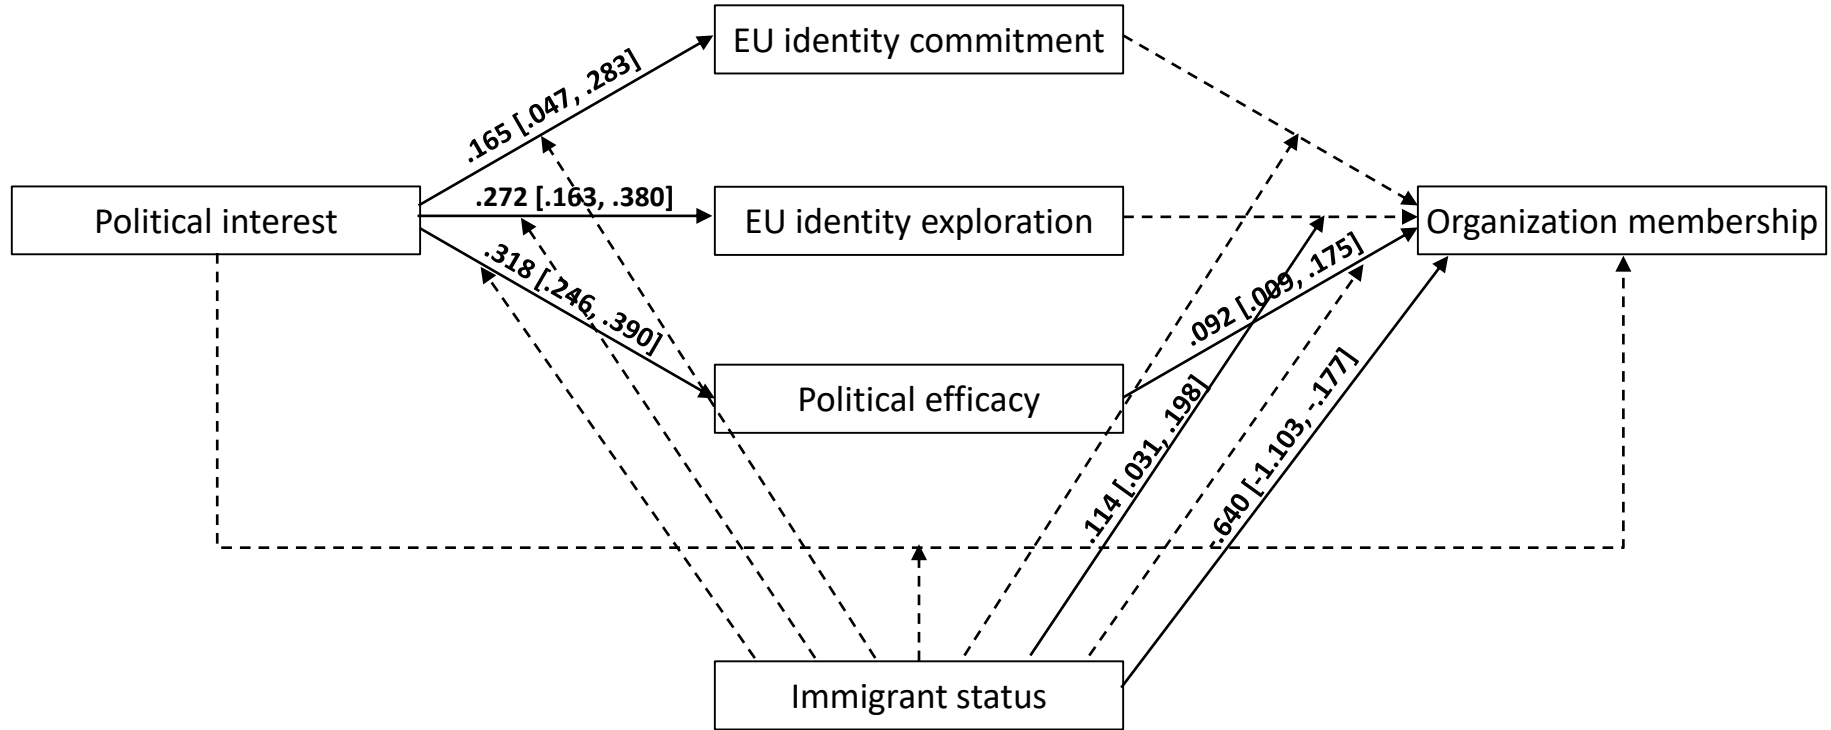 EU identity commitment
.165 [.047, .283]
Political interest
.272 [.163, .380]
EU identity exploration
Organization membership
.318 [.246, .390]
.092 [.009, .175]
Political efficacy
.114 [.031, .198]
-.640 [-1.103, -.177]
Immigrant status